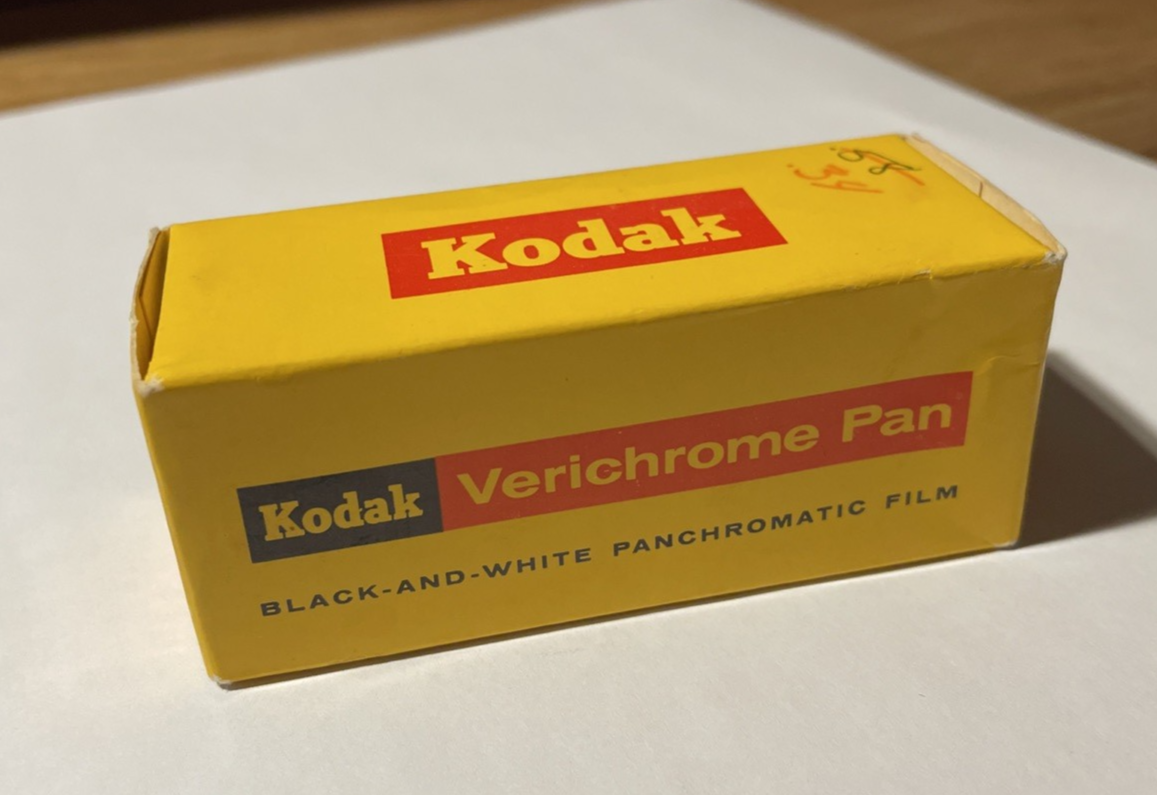 Kodak
Kodak Verichrome Pan
BLACK-AND-WHITE PANCHROMATIC FILM